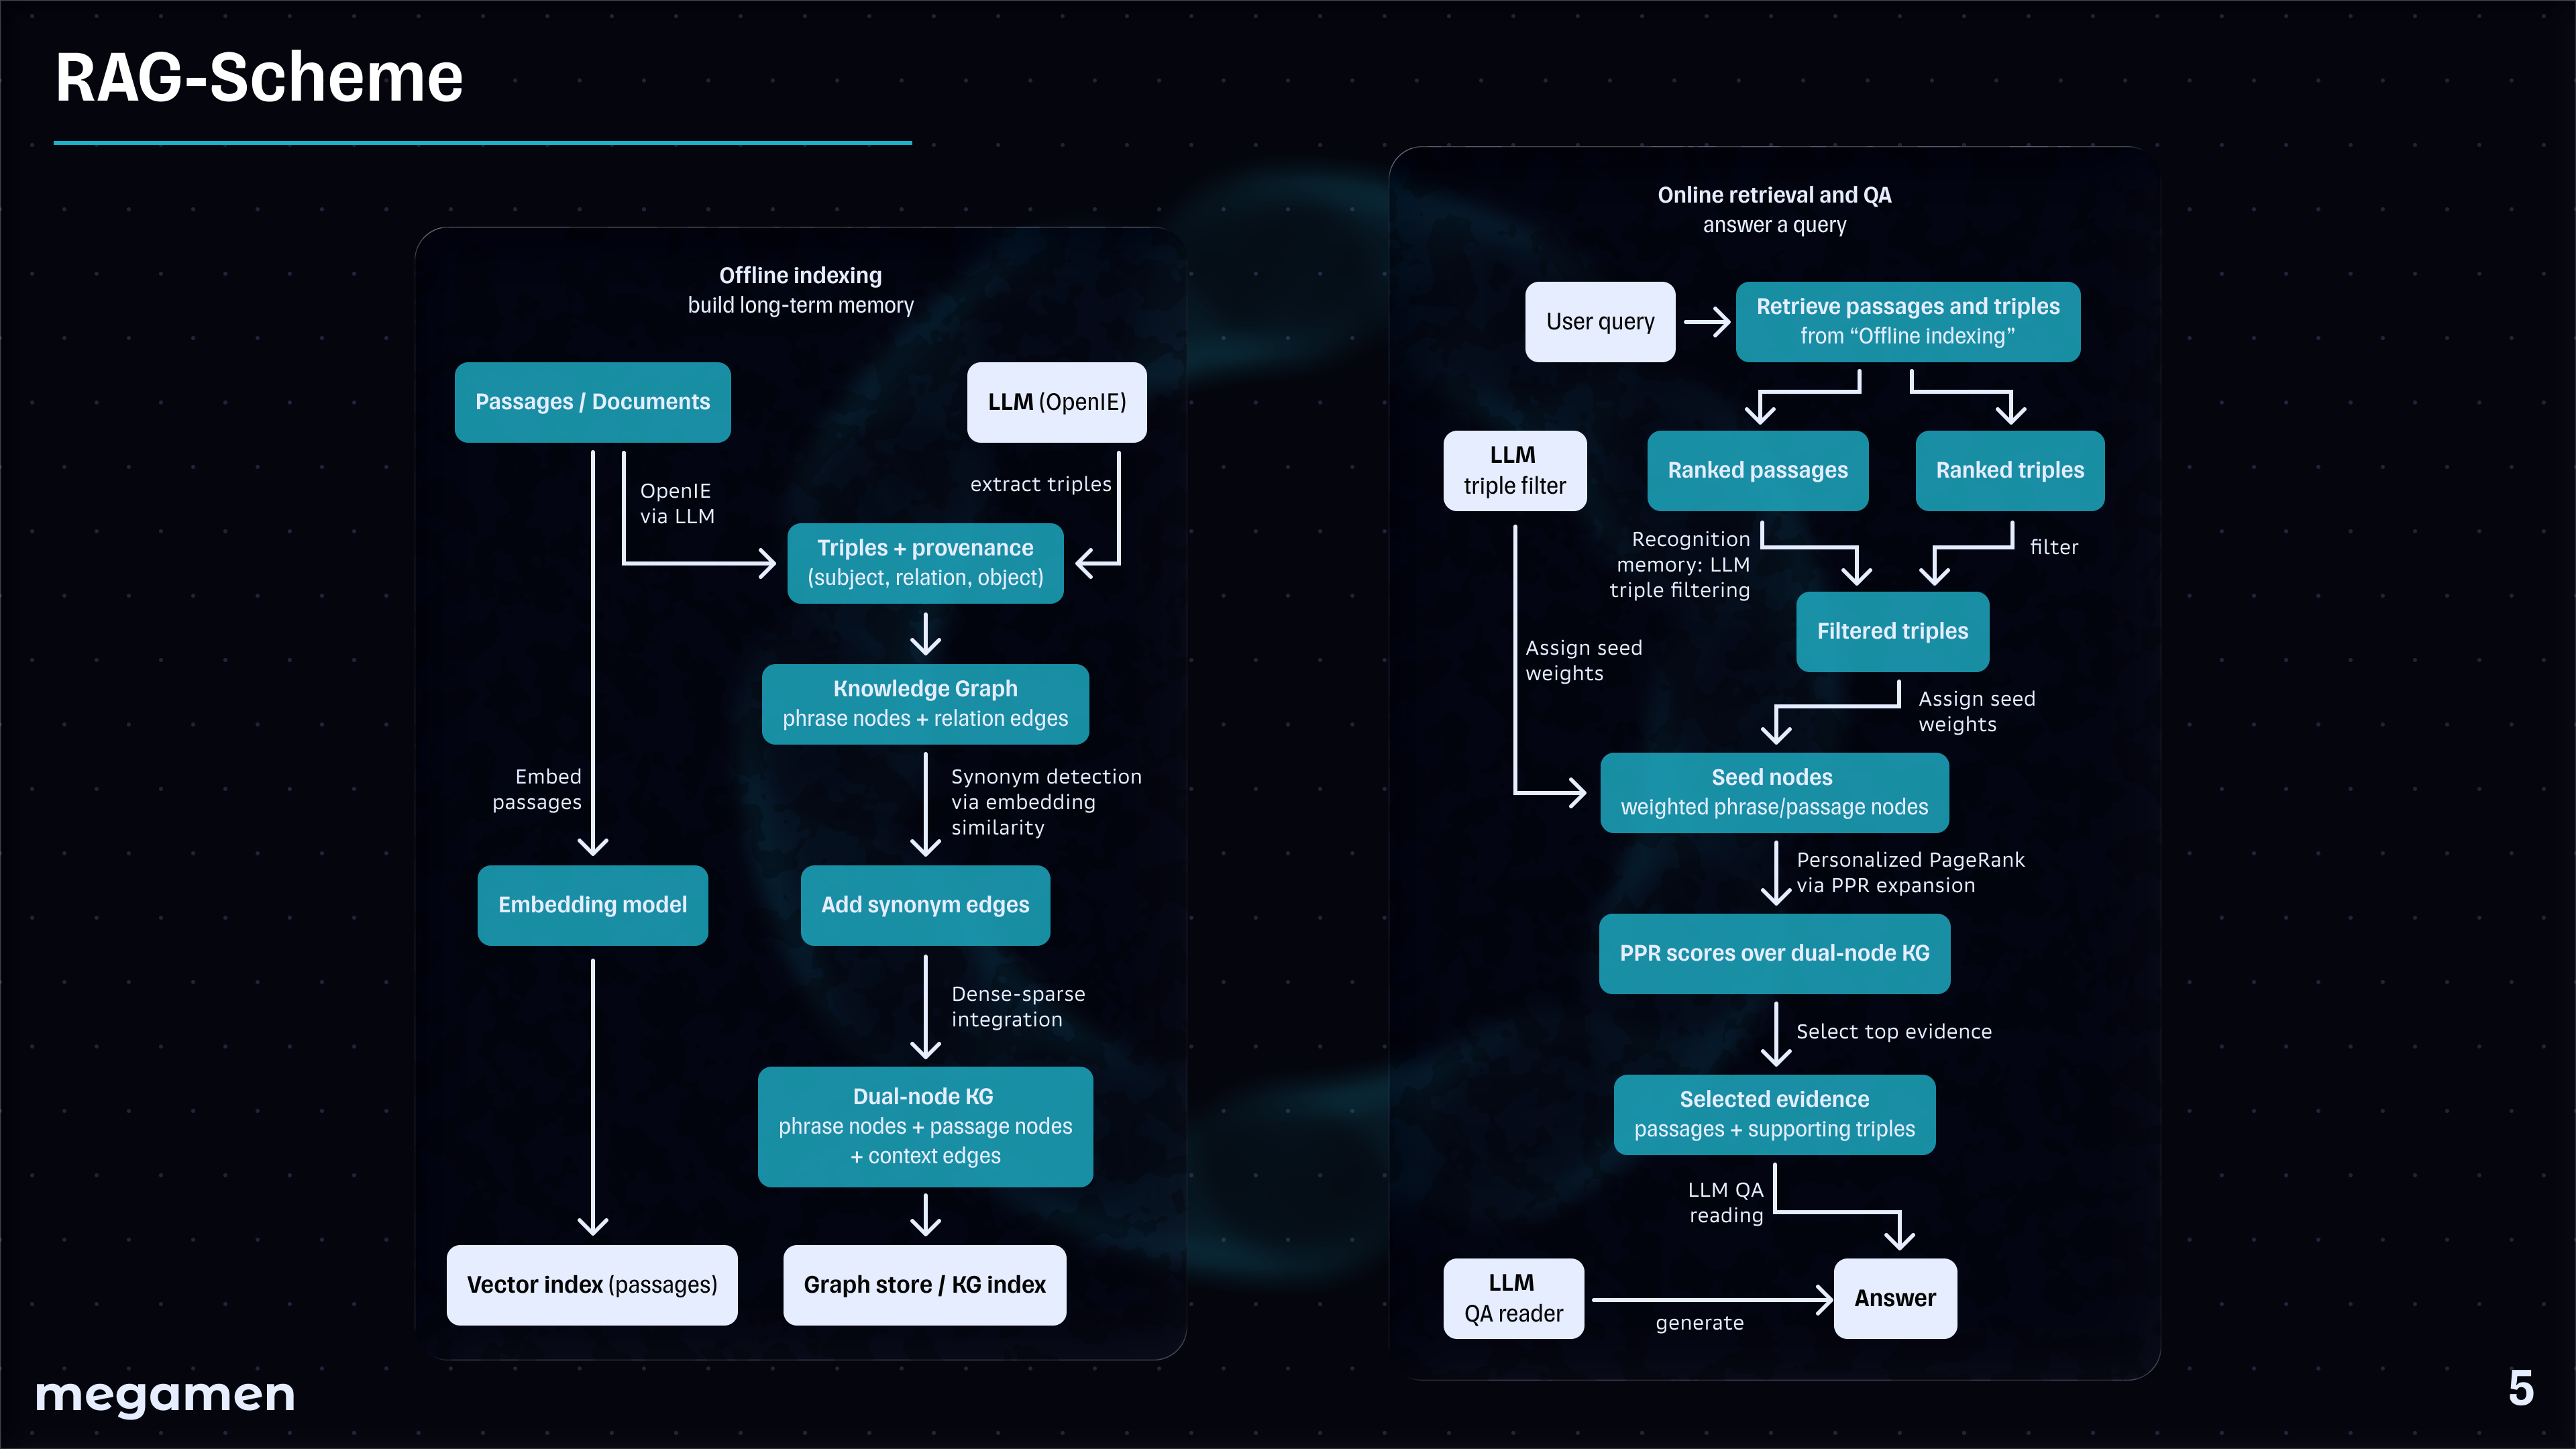 RAG-Scheme
Offline indexing
build long-term memory
Passages / Documents
LLM (OpenIE)
OpenIE
via LLM
extract triples
Triples + provenance
(subject, relation, object)
Knowledge Graph
phrase nodes + relation edges
Embed
passages
Synonym detection
via embedding
similarity
Embedding model
Add synonym edges
Dense-sparse
integration
Dual-node KG
phrase nodes + passage nodes
+ context edges
Vector index (passages)
Graph store / KG index
Online retrieval and QA
answer a query
User query
Retrieve passages and triples
from “Offline indexing”
LLM
triple filter
Ranked passages
Ranked triples
Recognition
memory: LLM
triple filtering
filter
Filtered triples
Assign seed
weights
Assign seed
weights
Seed nodes
weighted phrase/passage nodes
Personalized PageRank
via PPR expansion
PPR scores over dual-node KG
Select top evidence
Selected evidence
passages + supporting triples
LLM QA
reading
LLM
QA reader
generate
Answer
megamen
5